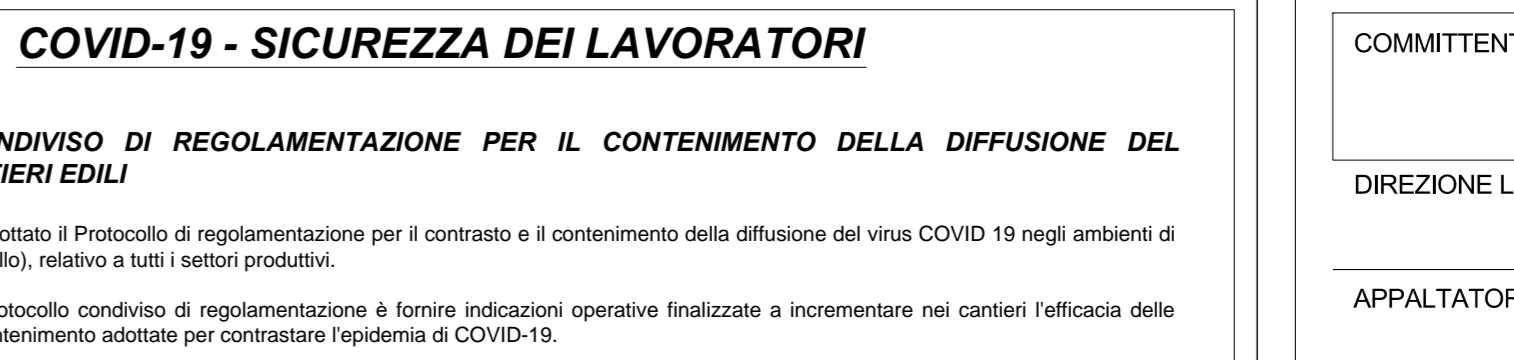 COVID-19 - SICUREZZA DEI LAVORATORI
NDIVISO DI REGOLAMENTAZIONE PER IL CONTENIMENTO DELLA DIFFUSIONE DEL
TIERI EDILI
ottato il Protocollo di regolamentazione per il contrasto e il contenimento della diffusione del virus COVID 19 negli ambienti di
llo), relativo a tutti i settori produttivi.
otocollo condiviso di regolamentazione è fornire indicazioni operative finalizzate a incrementare nei cantieri l'efficacia delle
ntenimento adottate per contrastare l'epidemia di COVID-19.
COMMITTENT
DIREZIONE L
APPALTATOR